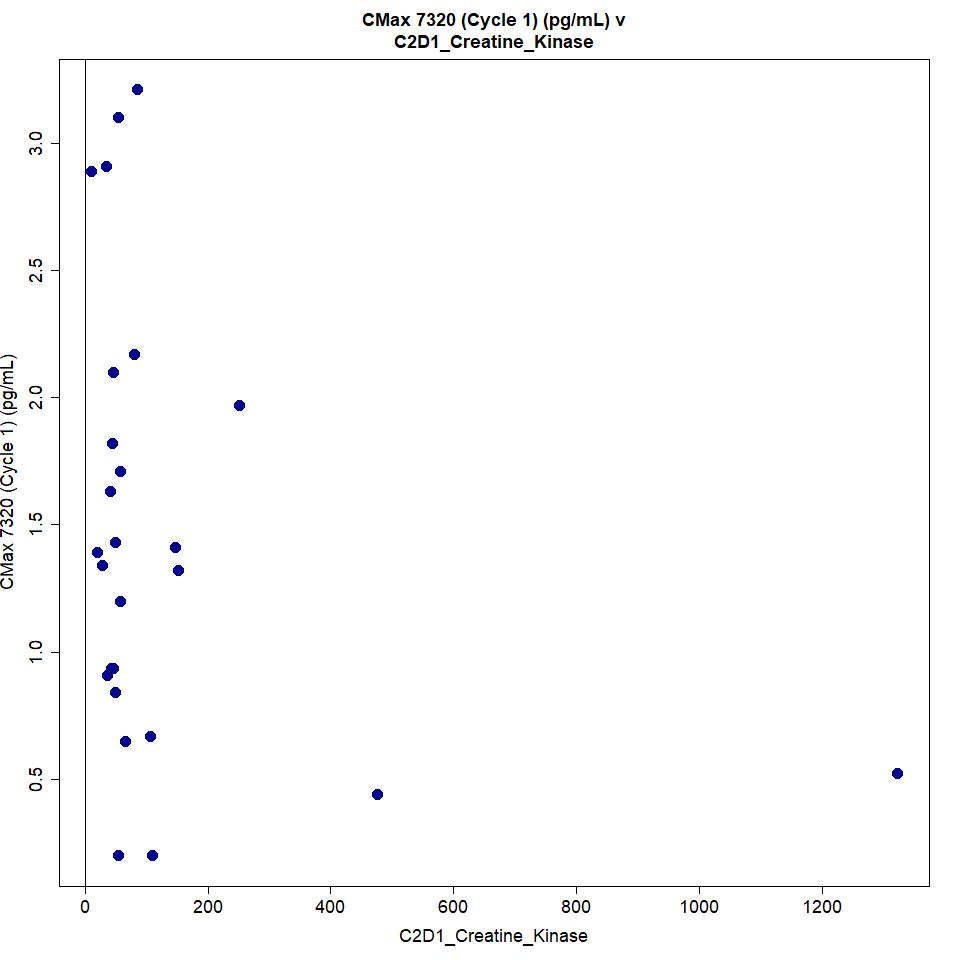 CMax 7320 (Cycle 1) (pg/mL) v
C2D1_Creatine_Kinase
CMax 7320 (Cycle 1) (pg/mL)
3.0
2.5
2.0
1.5
1.0
0.5
0 200 400 600 800 1000 1200
C2D1_Creatine_Kinase